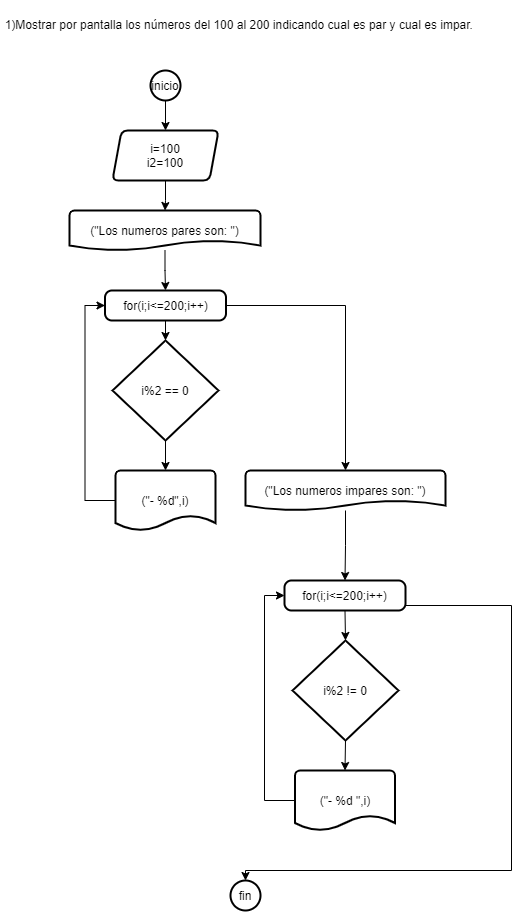 1)Mostrar por pantalla los números del 100 al 200 indicando cual es par y cual es impar.
inicio
i=100
i2=100
("Los numeros pares son: ")
for(i;i<=200;i++)
i%2 == 0
("- %d",i)
("Los numeros impares son: ")
for(i;i<=200;i++)
i%2 != 0
("- %d ",i)
fin